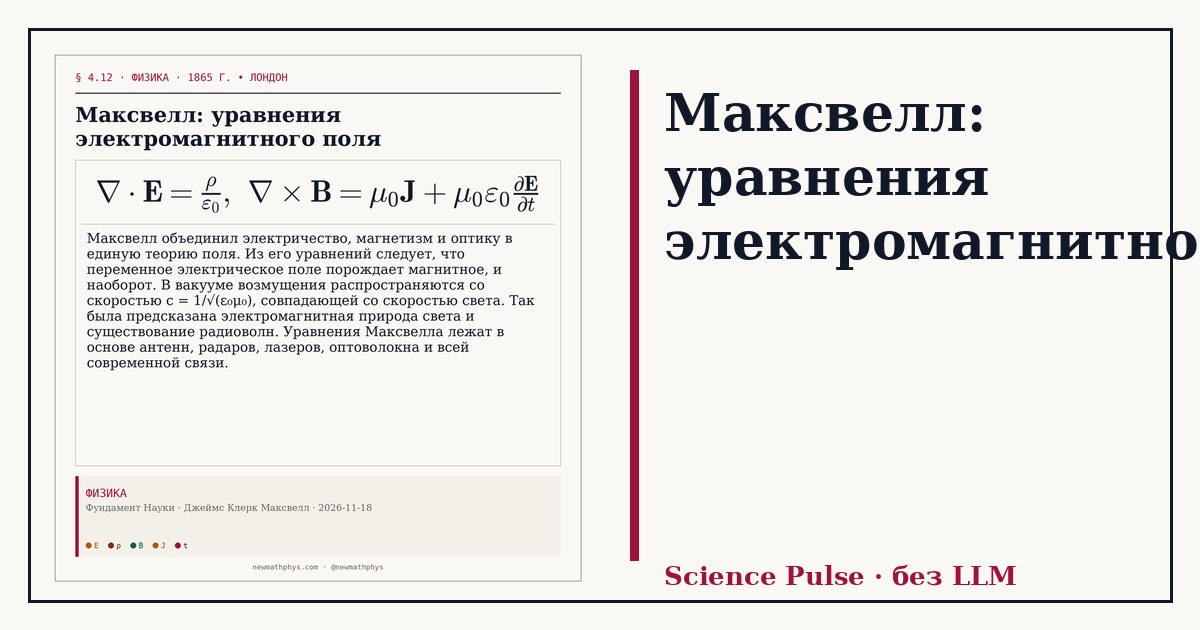 § 4.12 · ФИЗИКА · 1865 Г. • ЛОНДОН
Максвелл: уравнения
электромагнитного поля
∇ · E = ρ/ε₀, ∇ × B = μ₀J + μ₀ε₀ ∂E/∂t
Максвелл объединил электричество, магнетизм и оптику в
единую теорию поля. Из его уравнений следует, что
переменное электрическое поле порождает магнитное, и
наоборот. В вакууме возмущения распространяются со
скоростью c = 1/√(ε₀μ₀), совпадающей со скоростью света. Так
была предсказана электромагнитная природа света и
существование радиоволн. Уравнения Максвелла лежат в
основе антенн, радаров, лазеров, оптоволокна и всей
современной связи.
ФИЗИКА
Фундамент Науки · Джеймс Клерк Максвелл · 2026-11-18
E ρ B J t
newmathphys.com · @newmathphys
Максвелл:
уравнения
электромагнитно
Science Pulse · без LLM